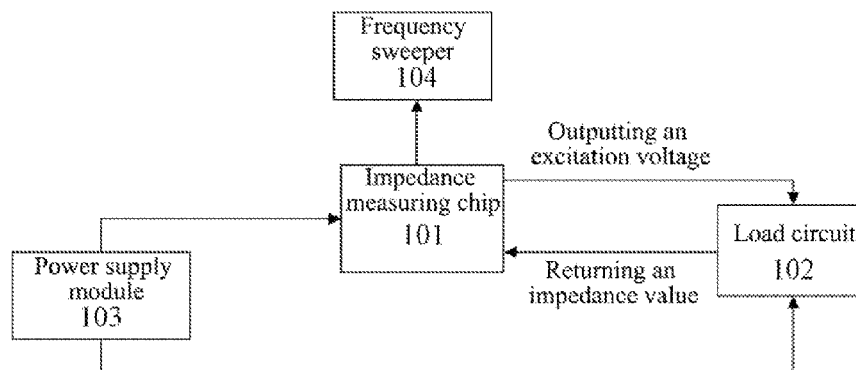 Frequency
sweeper
104
Outputting an
excitation voltage
Impedance
measuring chip
101
Load circuit
102
Returning an
impedance value
Power supply
module
103